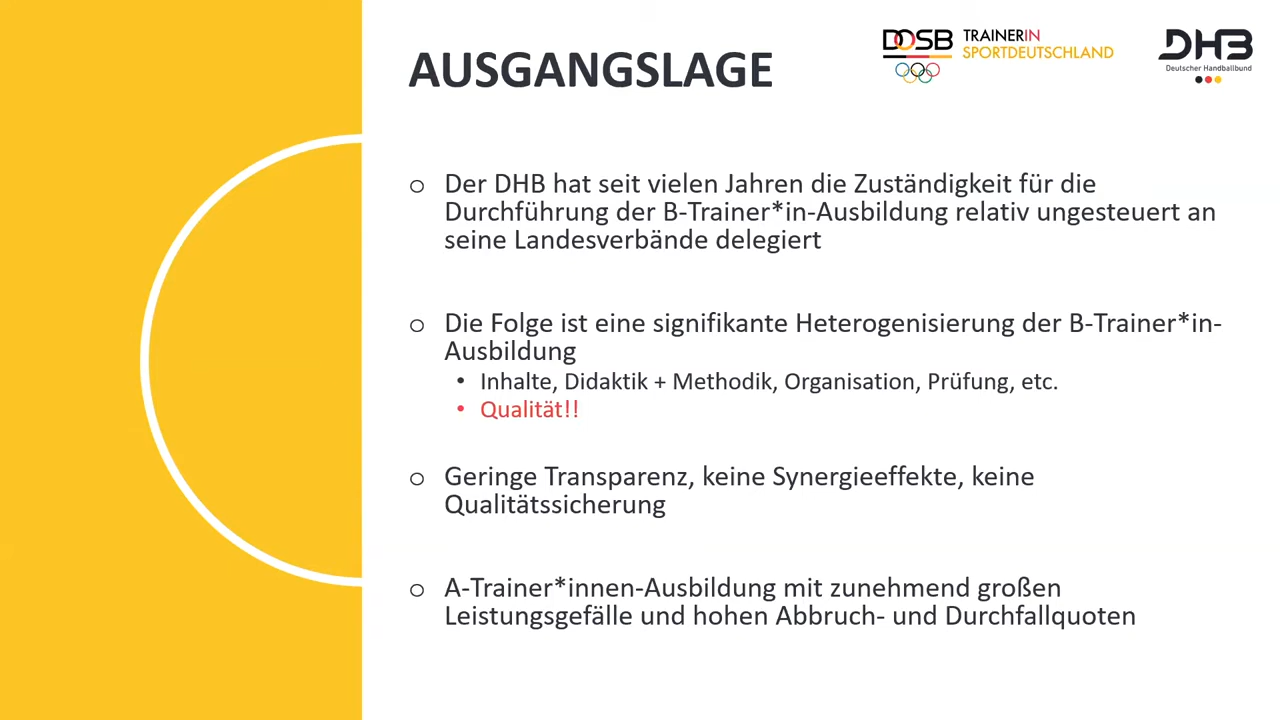 AUSGANGSLAGE
DOSB
TRAINERIN
SPORTDEUTSCHLAND
DHB
Deutscher Handballbund
o Der DHB hat seit vielen Jahren die Zuständigkeit für die
Durchführung der B-Trainer*in-Ausbildung relativ ungesteuert an
seine Landesverbände delegiert
o Die Folge ist eine signifikante Heterogenisierung der B-Trainer*in-
Ausbildung
• Inhalte, Didaktik + Methodik, Organisation, Prüfung, etc.
• Qualität!!
o Geringe Transparenz, keine Synergieeffekte, keine
Qualitätssicherung
o A-Trainer*innen-Ausbildung mit zunehmend großen
Leistungsgefälle und hohen Abbruch- und Durchfallquoten